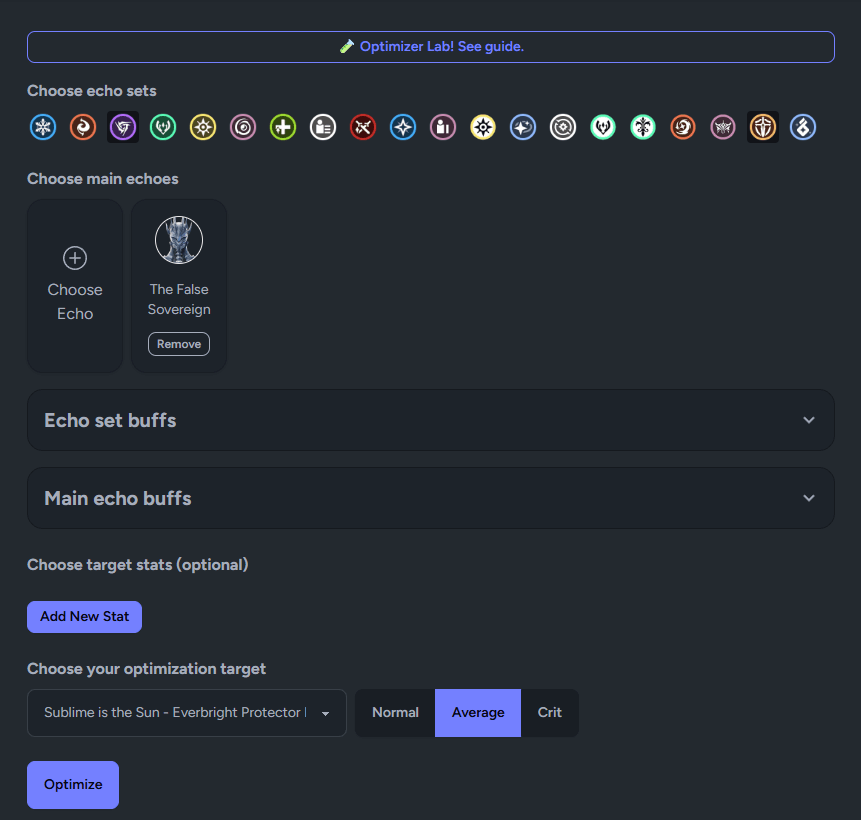 Optimizer Lab! See guide.
Choose echo sets
Choose main echoes
Choose
Echo
The False
Sovereign
Remove
Echo set buffs
Main echo buffs
Choose target stats (optional)
Add New Stat
Choose your optimization target
Sublime is the Sun - Everbright Protector
Normal
Average
Crit
Optimize